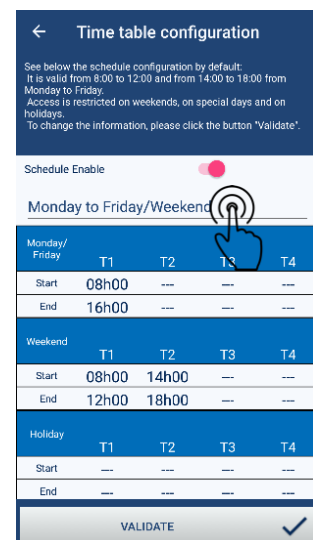 Time table configuration
See below the schedule configuration by default:
It is valid from 8:00 to 12:00 and from 14:00 to 18:00 from
Monday to Friday.
Access is restricted on weekends, on special days and on
holidays.
To change the information, please click the button "Validate".
Schedule Enable
Monday to Friday/Weekend
Monday/
Friday T1 T2 T3 T4
Start 08h00 --- --- ---
End 16h00 --- --- ---
Weekend T1 T2 T3 T4
Start 08h00 14h00 --- ---
End 12h00 18h00 --- ---
Holiday T1 T2 T3 T4
Start --- --- --- ---
End --- --- --- ---
VALIDATE